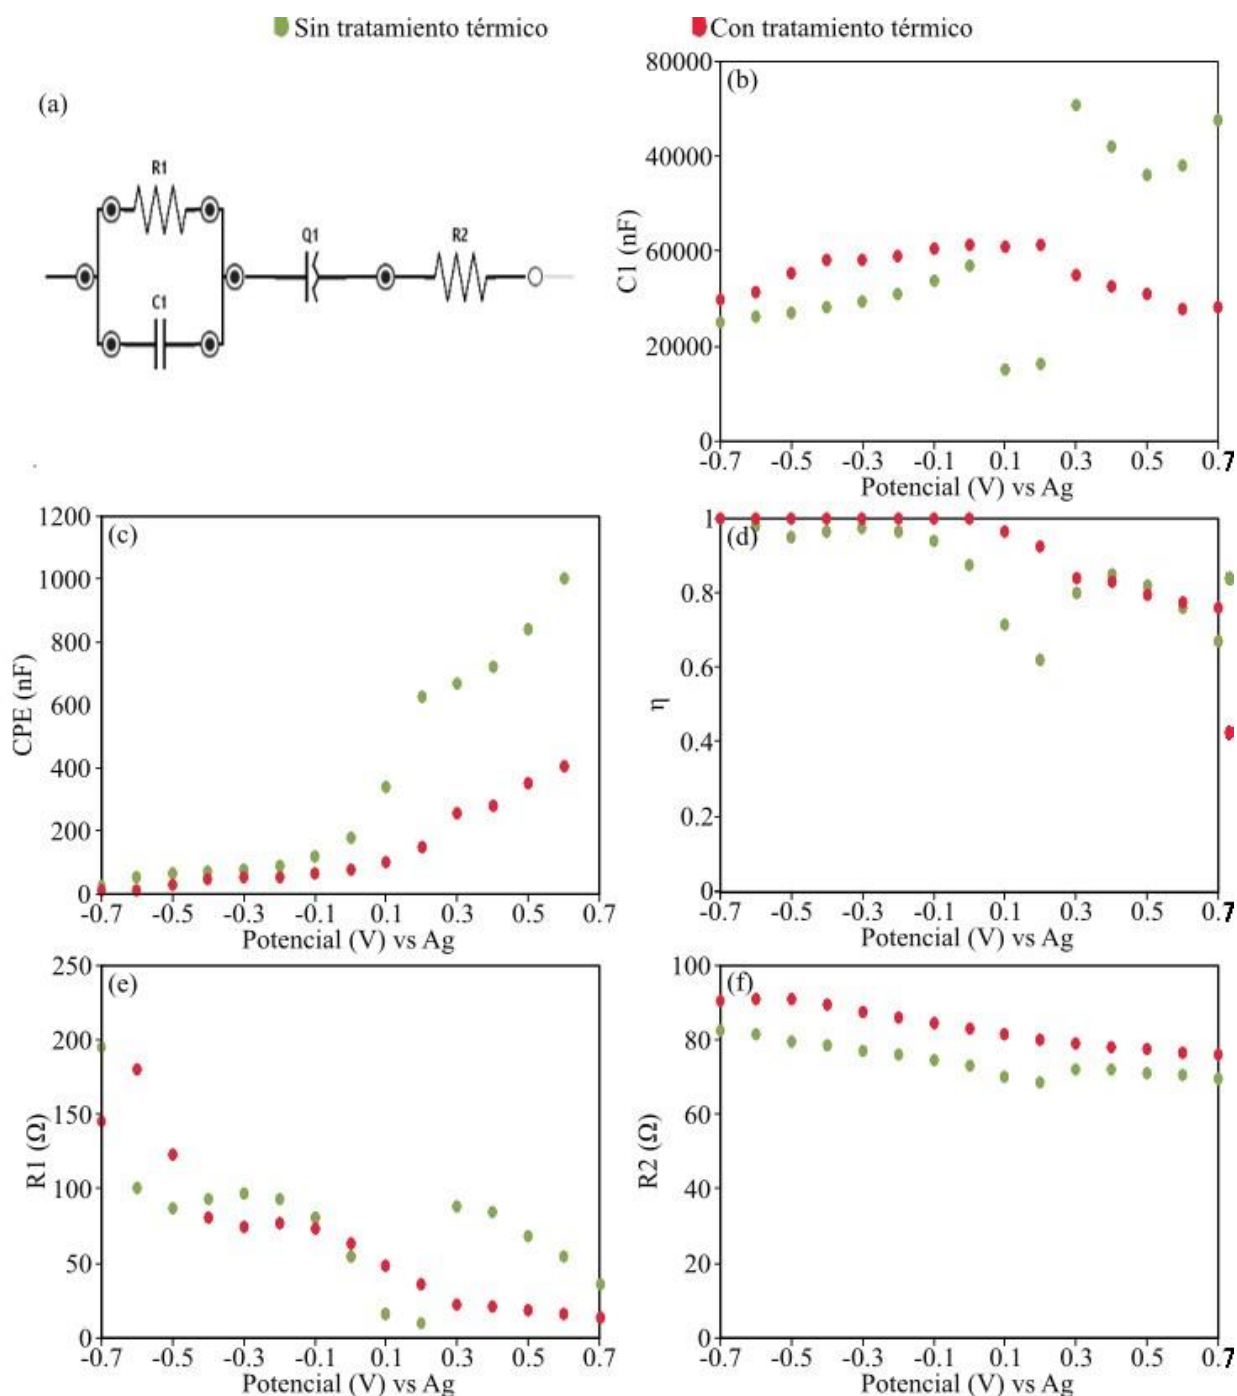 Sin tratamiento térmico
Con tratamiento térmico
(a)
R1
C1
Q1
R2
(b)
80000
40000
60000
20000
0
C1 (nF)
-0.7 -0.5 -0.3 -0.1 0.1 0.3 0.5 0.7
Potencial (V) vs Ag
(c)
1200
1000
800
600
400
200
0
CPE (nF)
-0.7 -0.5 -0.3 -0.1 0.1 0.3 0.5 0.7
Potencial (V) vs Ag
(d)
1
0.8
0.6
0.4
0.2
0
η
-0.7 -0.5 -0.3 -0.1 0.1 0.3 0.5 0.7
Potencial (V) vs Ag
(e)
250
200
150
100
50
0
R1 (Ω)
-0.7 -0.5 -0.3 -0.1 0.1 0.3 0.5 0.7
Potencial (V) vs Ag
(f)
100
80
60
40
20
0
R2 (Ω)
-0.7 -0.5 -0.3 -0.1 0.1 0.3 0.5 0.7
Potencial (V) vs Ag